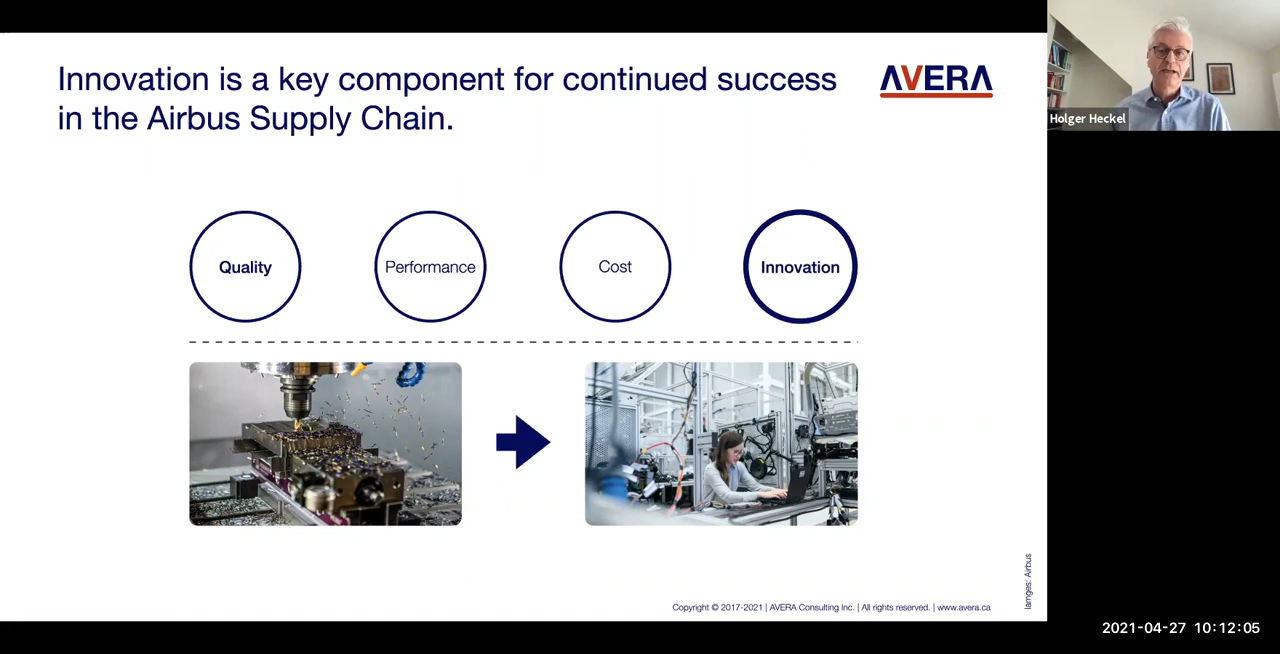 Innovation is a key component for continued success
in the Airbus Supply Chain.
AVERA
Holger Heckel
Quality
Performance
Cost
Innovation
Iamges: Airbus
Copyright © 2017-2021 | AVERA Consulting Inc. | All rights reserved. | www.avera.ca
2021-04-27 10:12:05